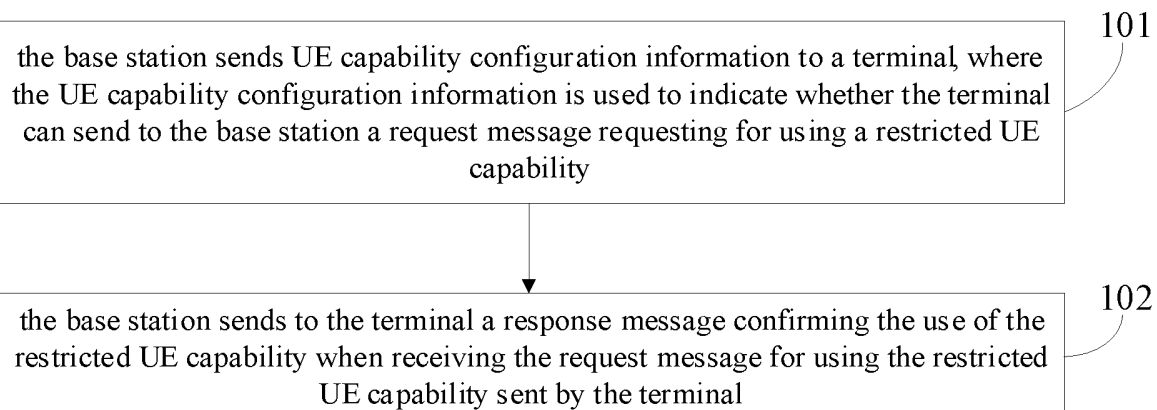 101
the base station sends UE capability configuration information to a terminal, where
the UE capability configuration information is used to indicate whether the terminal
can send to the base station a request message requesting for using a restricted UE
capability
102
the base station sends to the terminal a response message confirming the use of the
restricted UE capability when receiving the request message for using the restricted
UE capability sent by the terminal